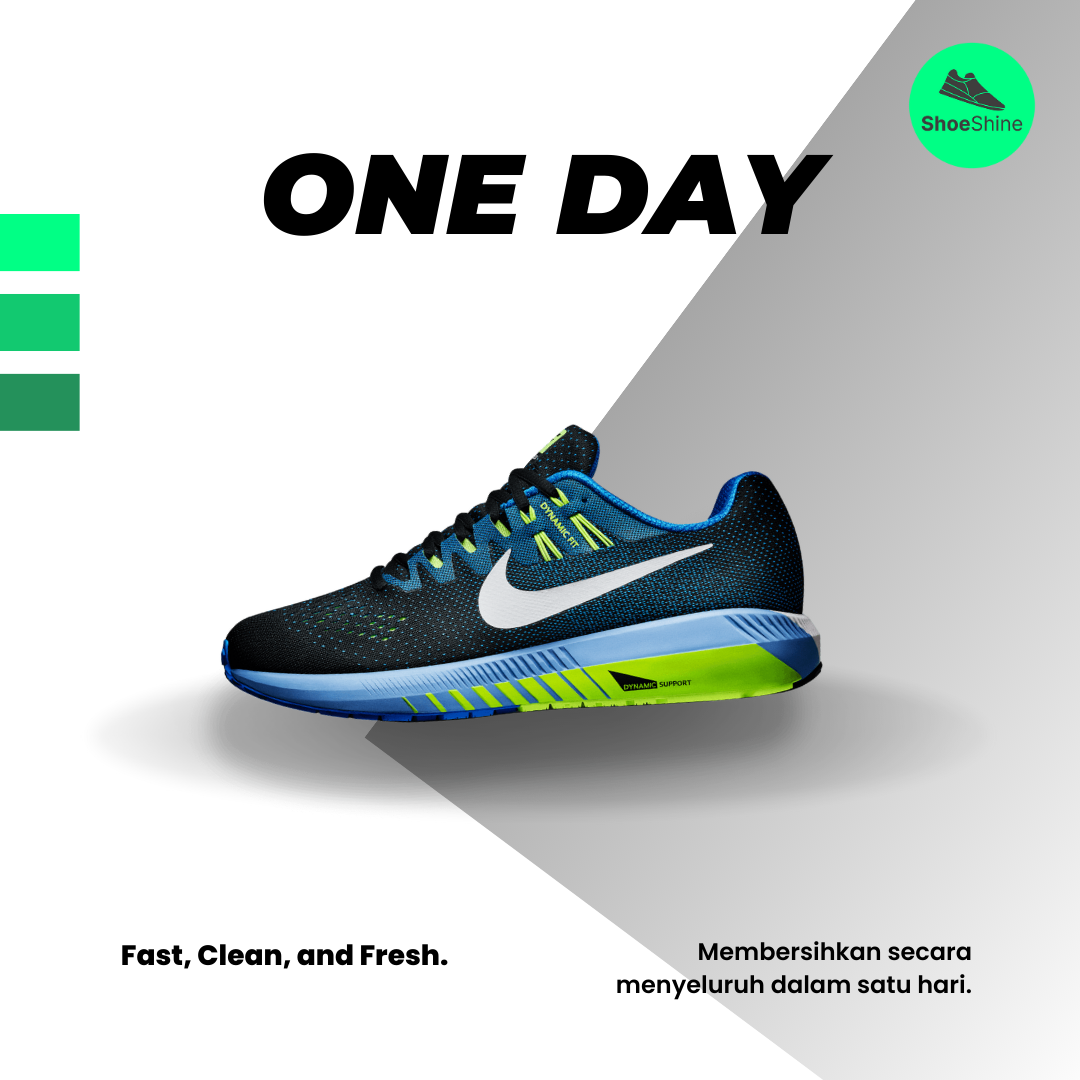 ShoeShine
ONE DAY
DYNAMIC FIT
DYNAMIC SUPPORT
Fast, Clean, and Fresh.
Membersihkan secara
menyeluruh dalam satu hari.